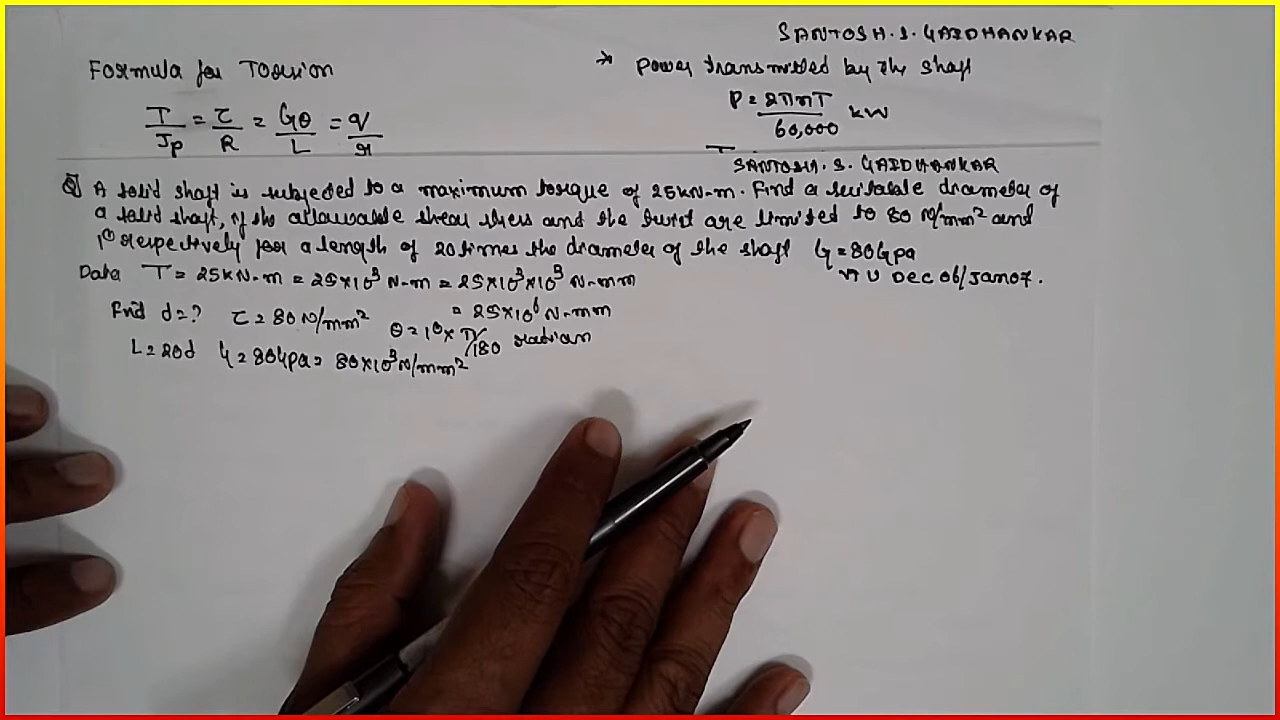 SANTOSH. S. GAIDHANKAR
Formula for Torsion
* Power transmitted by the shaft
T/Jp = τ/R = Gθ/L = q/r
P = 2πnT/60,000 kW
SANTOSH. S. GAIDHANKAR
Q] A solid shaft is subjected to a maximum torque of 25kN-m. Find a suitable diameter of
a solid shaft, if the allowable shear stress and the twist are limited to 80 N/mm² and
1° respectively for a length of 20 times the diameter of the shaft G = 80Gpa
VTU Dec 06/Jan07.
Data T = 25kN-m = 25×10³ N-m = 25×10³×10³ N-mm
= 25×10⁶ N-mm
Find d=? τ = 80 N/mm² θ = 1° × π/180 radian
L = 20d G = 80Gpa = 80×10³ N/mm²